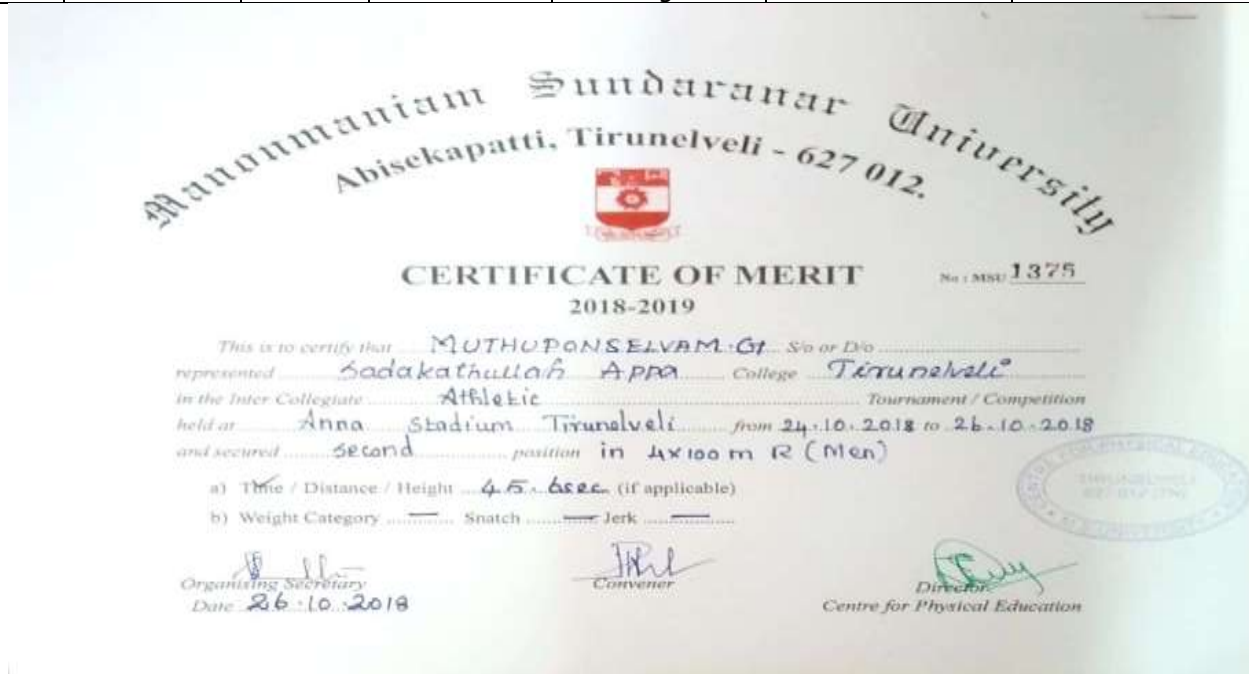 Manonmaniam Sundaranar University
Abisekapatti, Tirunelveli - 627 012.
CERTIFICATE OF MERIT
No : MSU 1375
2018-2019
This is to certify that MUTHUPONSELVAM.G S/o or D/o
represented Sadakathullah Appa College Tirunelveli
in the Inter Collegiate Athletic Tournament / Competition
held at Anna Stadium Tirunelveli from 24.10.2018 to 26.10.2018
and secured second position in 4x100 m R (Men)
a) Time / Distance / Height 45.6sec (if applicable)
b) Weight Category — Snatch — Jerk —
Organising Secretary
Convener
Director
Date 26.10.2018
Centre for Physical Education
TIRUNELVELI